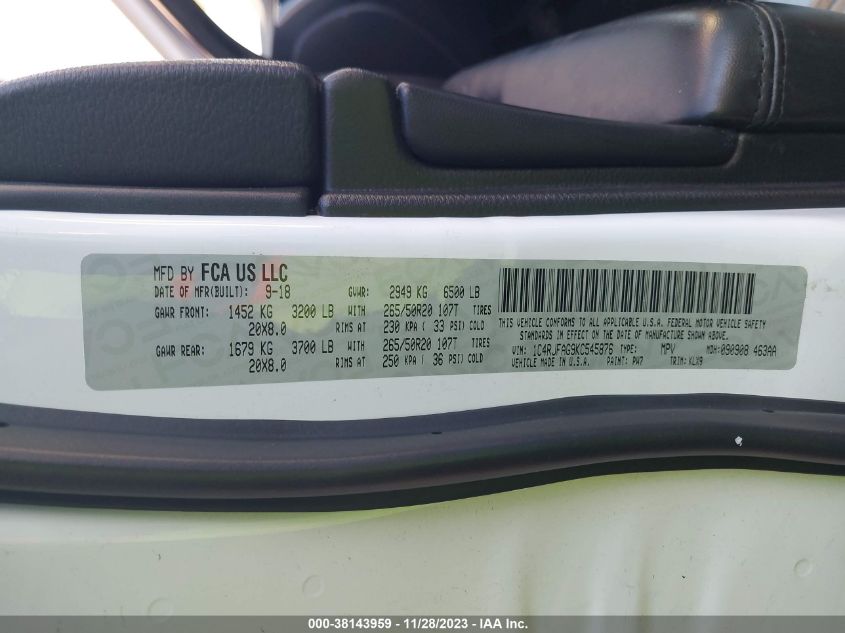 MFD BY FCA US LLC
DATE OF MFR(BUILT): 9-18 GVWR: 2949 KG 6500 LB
GAWR FRONT: 1452 KG 3200 LB WITH 265/50R20 107T TIRES
20X8.0 RIMS AT 230 KPA ( 33 PSI) COLD
GAWR REAR: 1679 KG 3700 LB WITH 265/50R20 107T TIRES
20X8.0 RIMS AT 250 KPA ( 36 PSI) COLD
THIS VEHICLE CONFORMS TO ALL APPLICABLE U.S.A. FEDERAL MOTOR VEHICLE SAFETY
STANDARDS IN EFFECT ON THE DATE OF MANUFACTURE SHOWN ABOVE.
VIN: 1C4RJFAG9KC545876 TYPE: MPV MDH:090908 463AA
VEHICLE MADE IN U.S.A. PAINT: PW7 TRIM: KLX9
000-38143959 - 11/28/2023 - IAA Inc.